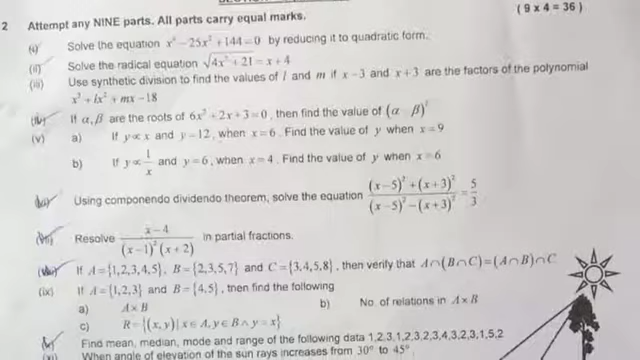 ( 9 x 4 = 36 )
2 Attempt any NINE parts. All parts carry equal marks.
(i) Solve the equation x⁴ − 25x² + 144 = 0 by reducing it to quadratic form.
(ii) Solve the radical equation √(4x² + 21) = x + 4
(iii) Use synthetic division to find the values of l and m if x − 3 and x + 3 are the factors of the polynomial
x³ + lx² + mx − 18
(iv) If α, β are the roots of 6x² + 2x + 3 = 0, then find the value of (α β)²
(v) a) If y ∝ x and y = 12, when x = 6. Find the value of y when x = 9
b) If y ∝ 1/x and y = 6, when x = 4. Find the value of y when x = 6
Using componendo dividendo theorem, solve the equation ((x−5)² + (x+3)²)/((x−5)² − (x+3)²) = 5/3
Resolve (x−4)/((x−1)²(x+2)) in partial fractions.
If A = {1,2,3,4,5}, B = {2,3,5,7} and C = {3,4,5,8}, then verify that A∩(B∩C) = (A∩B)∩C
(ix) If A = {1,2,3} and B = {4,5}, then find the following
a) A×B b) No. of relations in A×B
c) R = {(x, y) | x ∈ A, y ∈ B ∧ y = x}
Find mean, median, mode and range of the following data 1,2,3,1,2,3,2,3,4,3,2,3,1,5,2
When angle of elevation of the sun rays increases from 30° to 45°